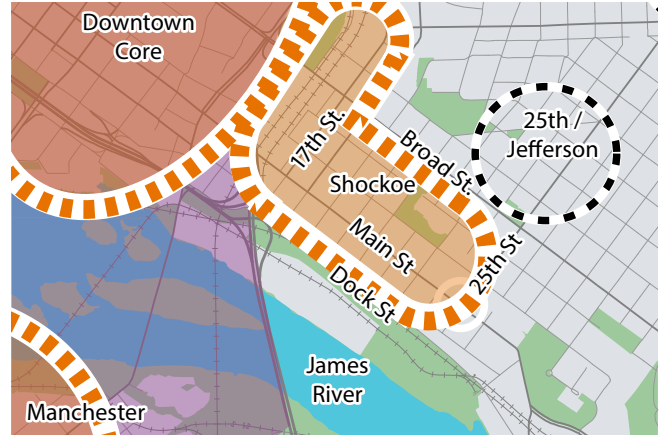 Downtown
Core
17th St.
Broad St.
25th /
Jefferson
Shockoe
Main St
25th St
Dock St
James
River
Manchester